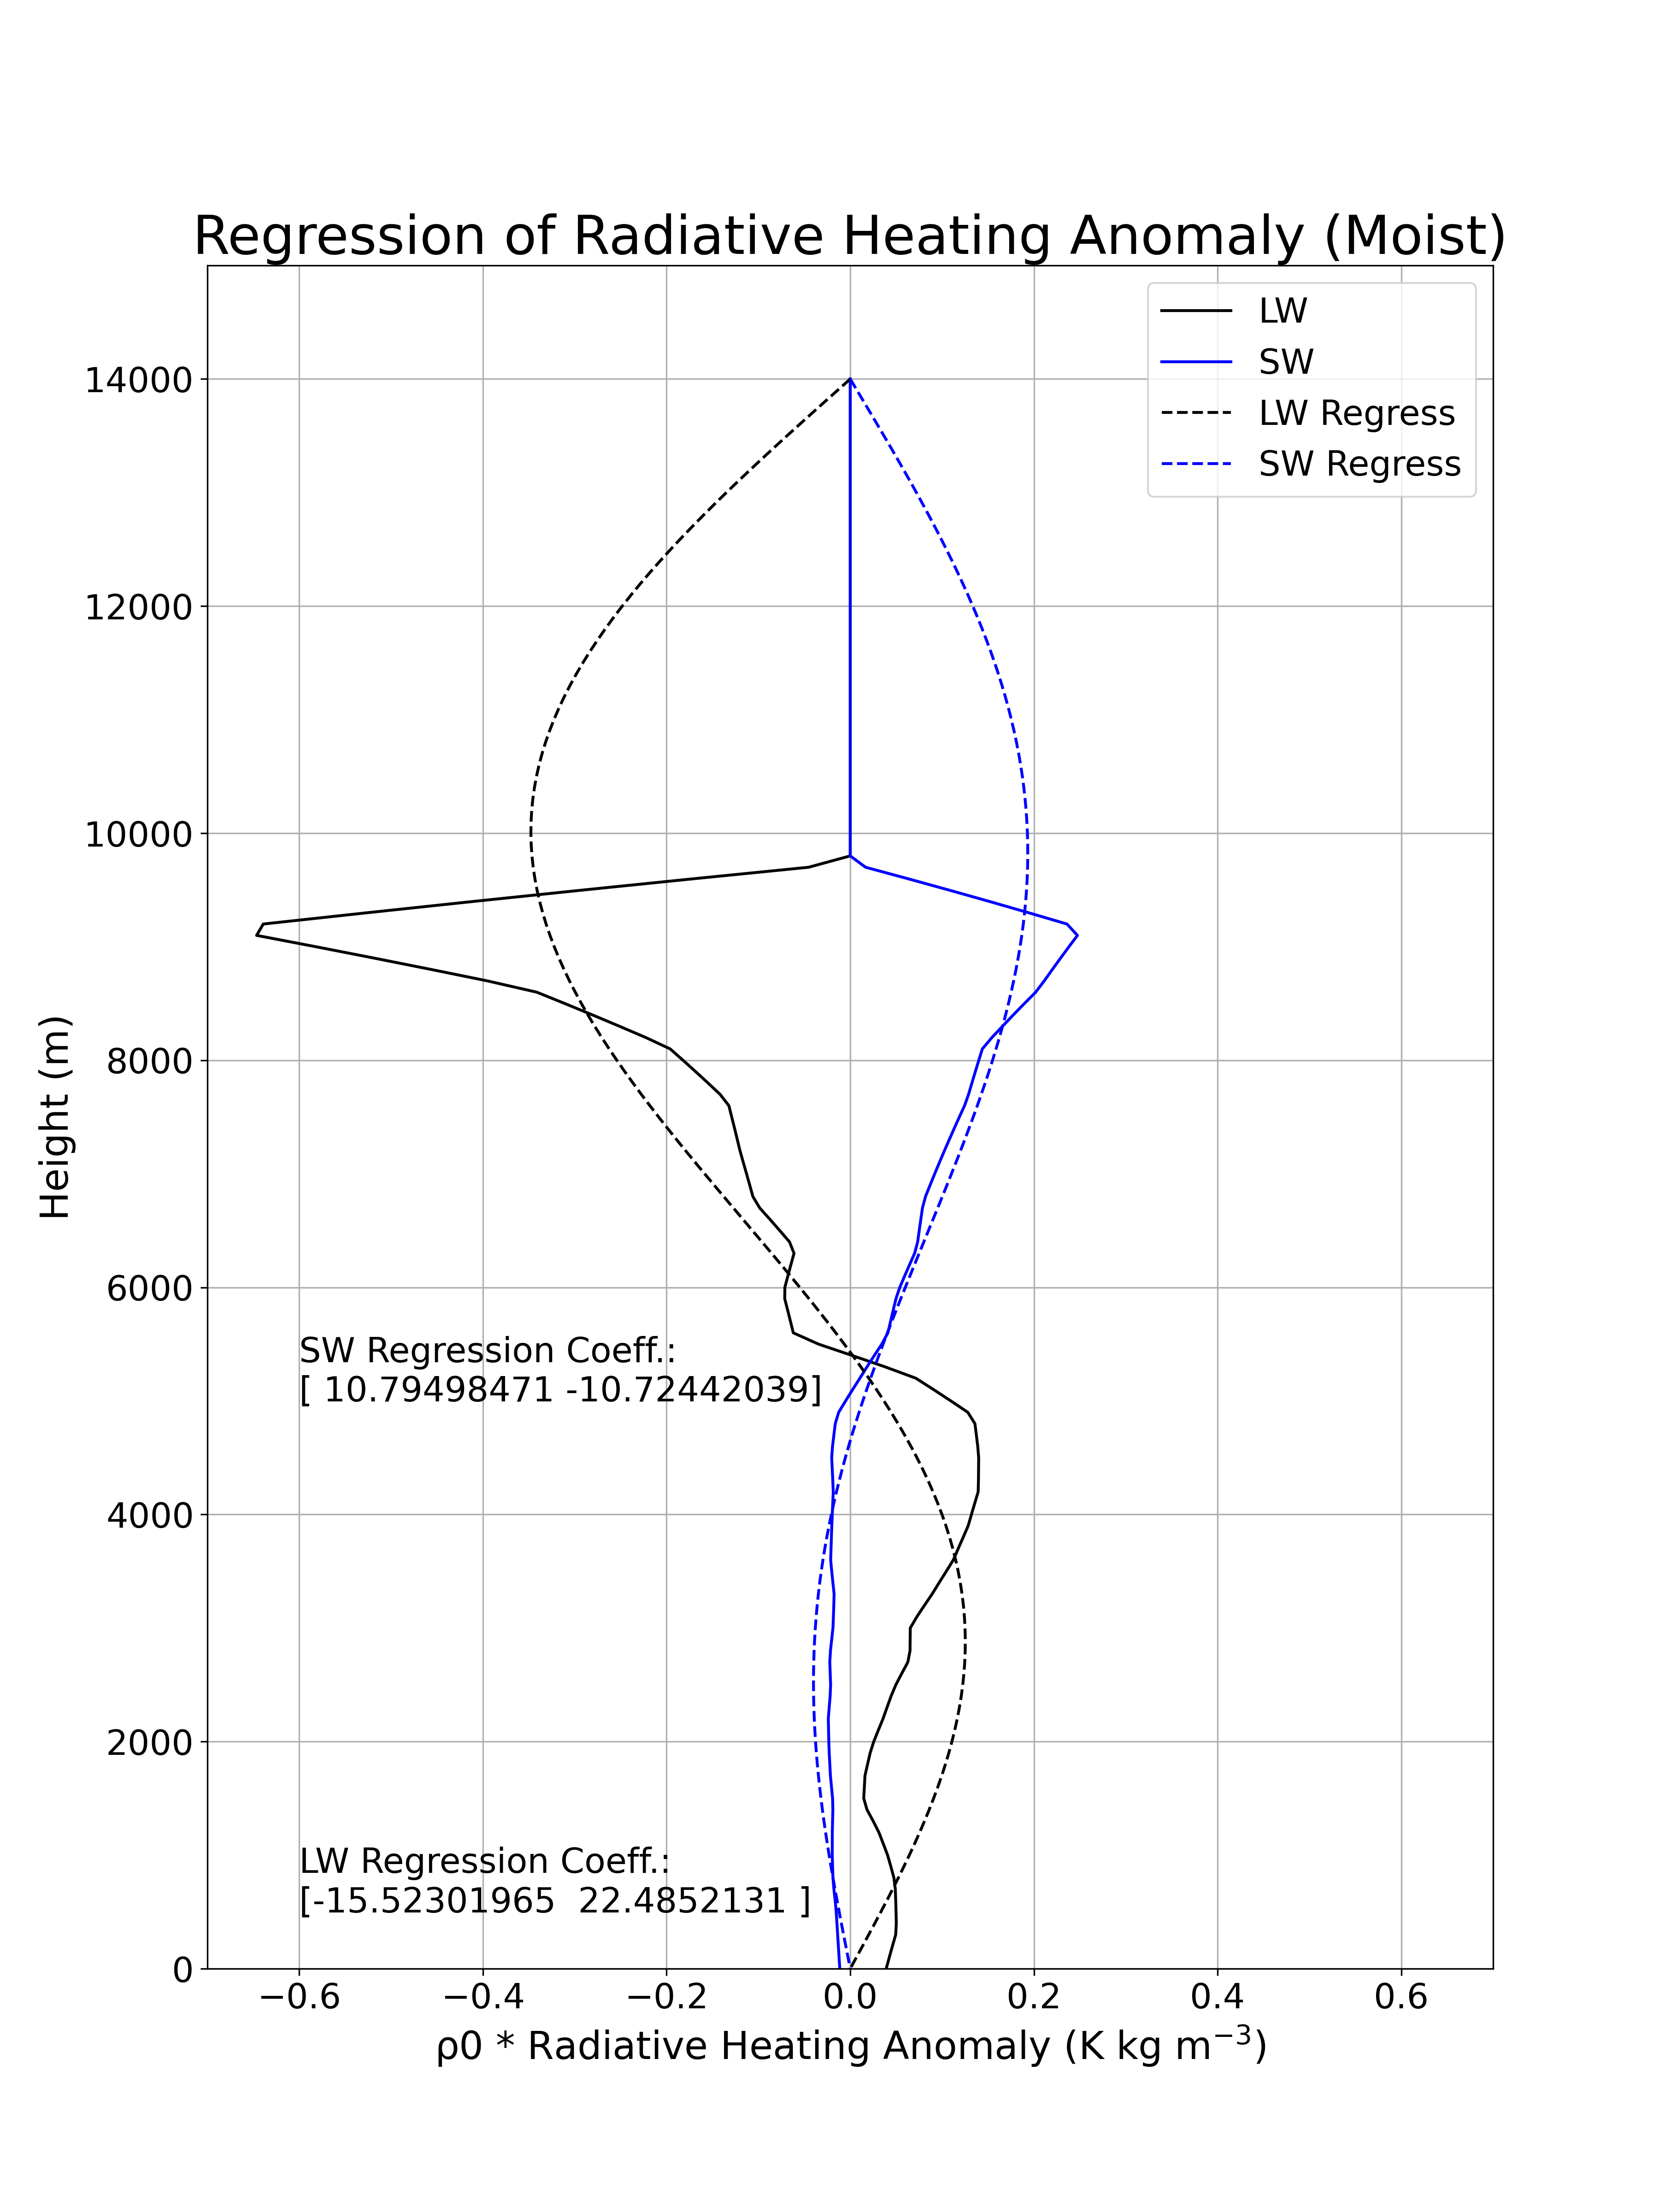 Regression of Radiative Heating Anomaly (Moist)
LW
SW
LW Regress
SW Regress
14000
12000
10000
8000
6000
4000
2000
0
Height (m)
SW Regression Coeff.:
[ 10.79498471 -10.72442039]
LW Regression Coeff.:
[-15.52301965  22.4852131 ]
−0.6 −0.4 −0.2 0.0 0.2 0.4 0.6
ρ0 * Radiative Heating Anomaly (K kg m⁻³)